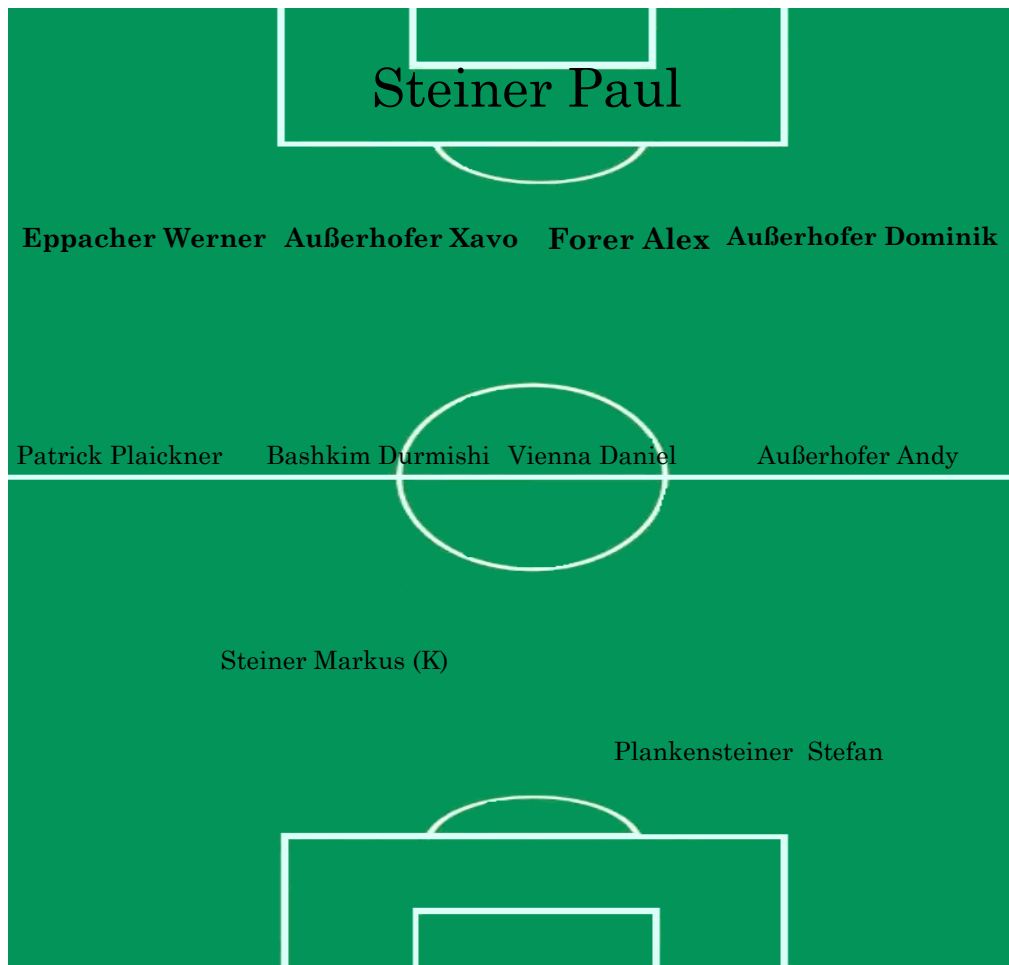 Steiner Paul
Eppacher Werner Außerhofer Xavo Forer Alex Außerhofer Dominik
Patrick Plaickner Bashkim Durmishi Vienna Daniel Außerhofer Andy
Steiner Markus (K)
Plankensteiner Stefan